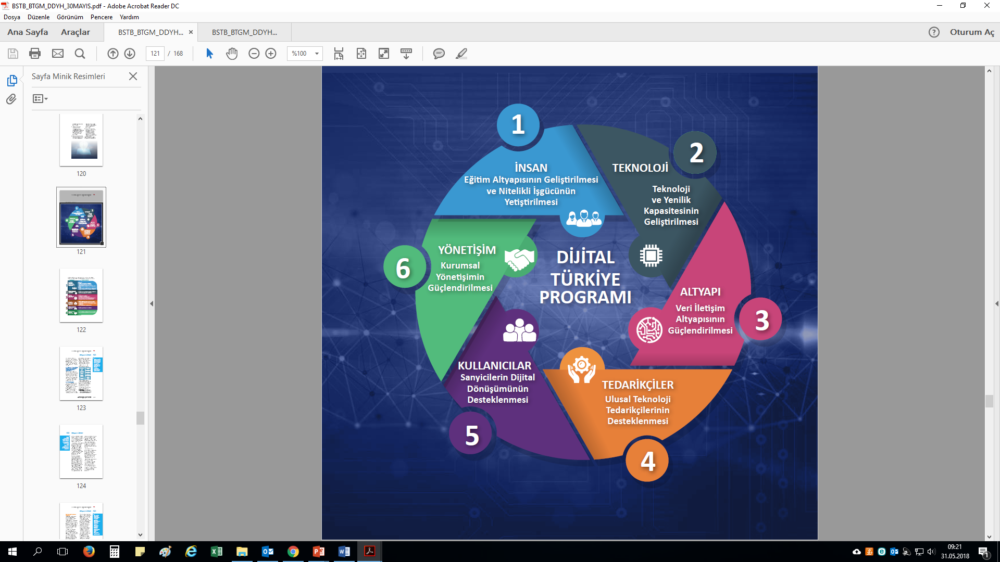 BSTB_BTGM_DDYH_30MAYIS.pdf - Adobe Acrobat Reader DC
Dosya Düzenle Görünüm Pencere Yardım
Ana Sayfa Araçlar BSTB_BTGM_DDYH... BSTB_BTGM_DDYH... Oturum Aç
121 / 168 %100
Sayfa Minik Resimleri
120
121
122
123
124
1
İNSAN
Eğitim Altyapısının Geliştirilmesi
ve Nitelikli İşgücünün
Yetiştirilmesi
2
TEKNOLOJİ
Teknoloji
ve Yenilik
Kapasitesinin
Geliştirilmesi
DİJİTAL
TÜRKİYE
PROGRAMI
3
ALTYAPI
Veri İletişim
Altyapısının
Güçlendirilmesi
4
TEDARİKÇİLER
Ulusal Teknoloji
Tedarikçilerinin
Desteklenmesi
5
KULLANICILAR
Sanyicilerin Dijital
Dönüşümünün
Desteklenmesi
6
YÖNETİŞİM
Kurumsal
Yönetişimin
Güçlendirilmesi
09:21
31.05.2018
1